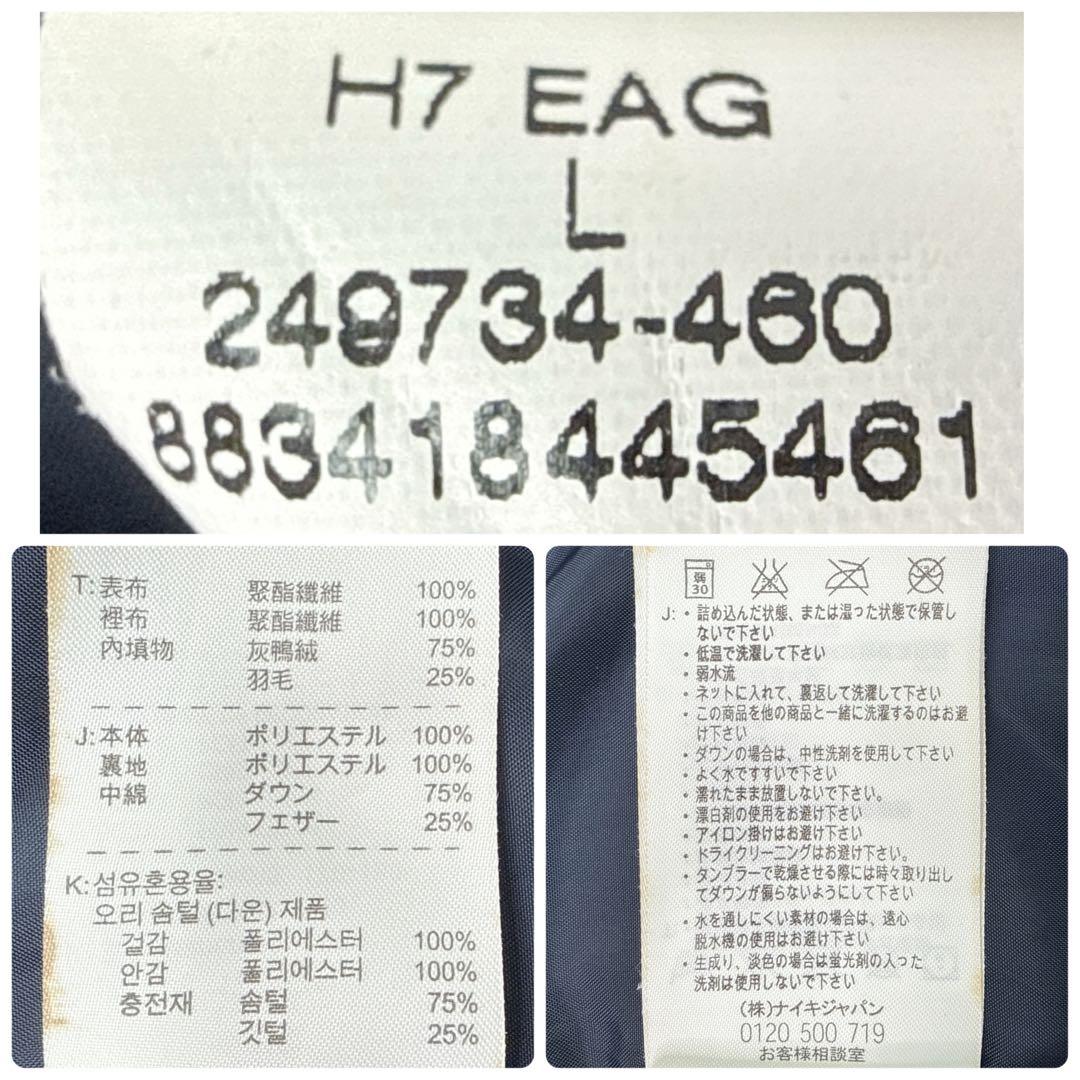 H7 EAG
L
249734-460
883418445461
T: 表布 聚酯纖維 100%
裡布 聚酯纖維 100%
內填物 灰鴨絨 75%
羽毛 25%
J: 本体 ポリエステル 100%
裏地 ポリエステル 100%
中綿 ダウン 75%
フェザー 25%
K: 섬유혼용율:
오리 솜털 (다운) 제품
겉감 폴리에스터 100%
안감 폴리에스터 100%
충전재 솜털 75%
깃털 25%
弱
30
J: • 詰め込んだ状態、または湿った状態で保管し
ないで下さい
• 低温で洗濯して下さい
• 弱水流
• ネットに入れて、裏返して洗濯して下さい
• この商品を他の商品と一緒に洗濯するのはお避
け下さい
• ダウンの場合は、中性洗剤を使用して下さい
• よく水ですすいで下さい
• 濡れたまま放置しないで下さい。
• 漂白剤の使用をお避け下さい
• アイロン掛けはお避け下さい
• ドライクリーニングはお避け下さい。
• タンブラーで乾燥させる際には時々取り出し
てダウンが偏らないようにして下さい
• 水を通しにくい素材の場合は、遠心
脱水機の使用はお避け下さい
• 生成り、淡色の場合は蛍光剤の入った
洗剤は使用しないで下さい
(株)ナイキジャパン
0120 500 719
お客様相談室